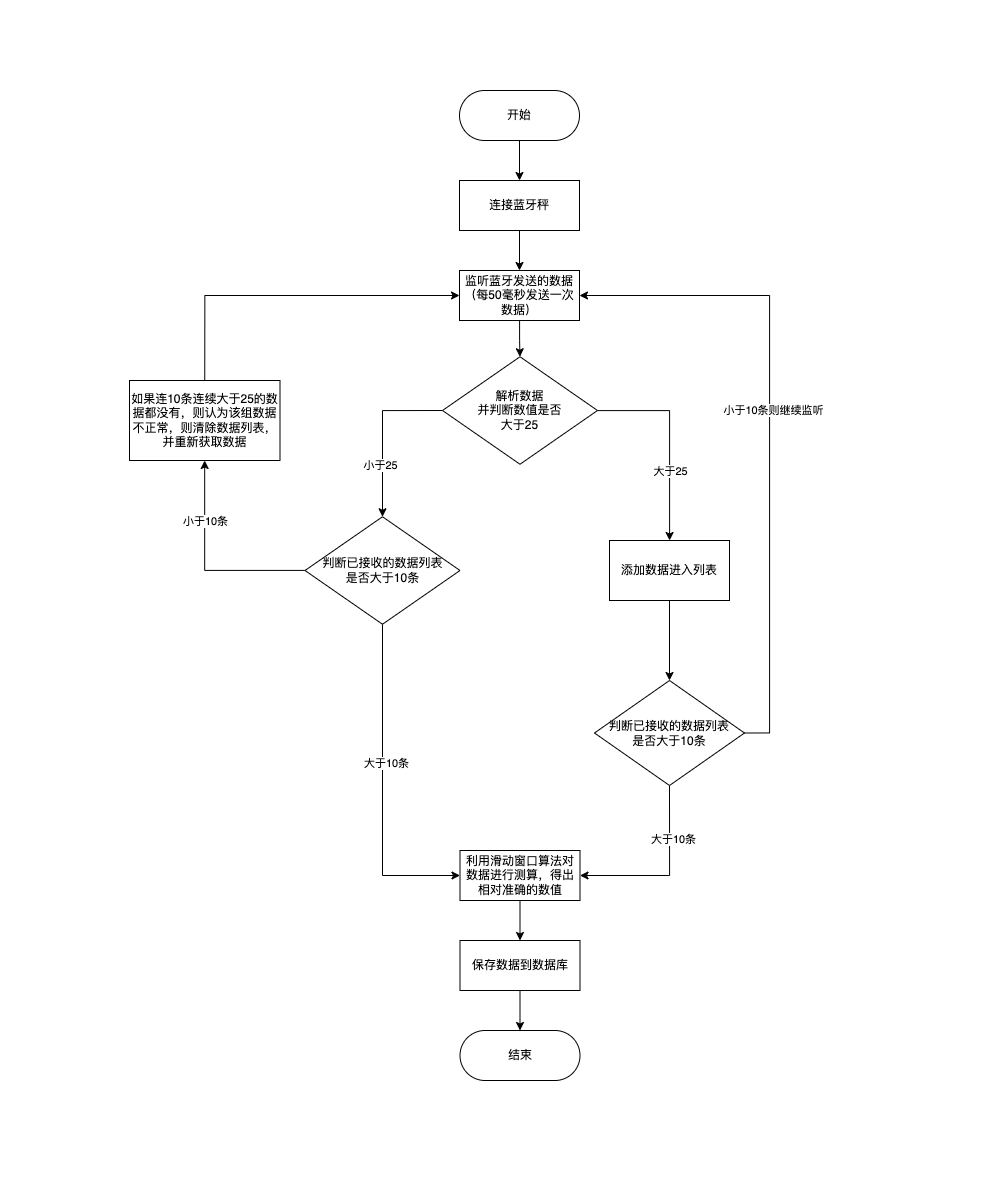 开始
连接蓝牙秤
监听蓝牙发送的数据
（每50毫秒发送一次
数据）
解析数据
并判断数值是否
大于25
小于10条则继续监听
如果连10条连续大于25的数
据都没有，则认为该组数据
不正常，则清除数据列表，
并重新获取数据
小于25
大于25
小于10条
判断已接收的数据列表
是否大于10条
添加数据进入列表
判断已接收的数据列表
是否大于10条
大于10条
大于10条
利用滑动窗口算法对
数据进行测算，得出
相对准确的数值
保存数据到数据库
结束